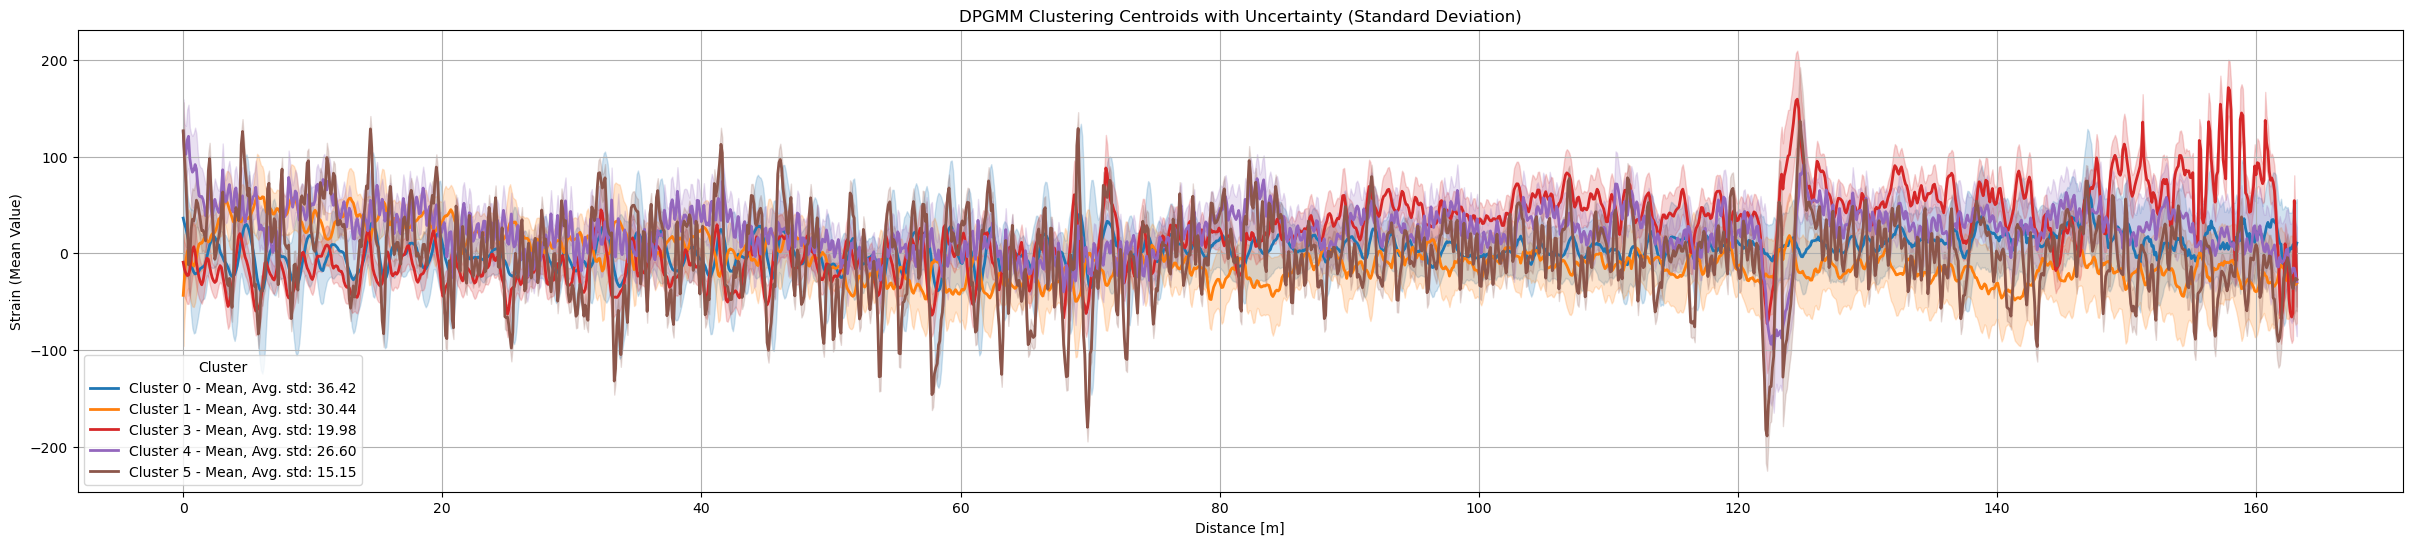 DPGMM Clustering Centroids with Uncertainty (Standard Deviation)
Strain (Mean Value)
200
100
0
−100
−200
Cluster
Cluster 0 - Mean, Avg. std: 36.42
Cluster 1 - Mean, Avg. std: 30.44
Cluster 3 - Mean, Avg. std: 19.98
Cluster 4 - Mean, Avg. std: 26.60
Cluster 5 - Mean, Avg. std: 15.15
0 20 40 60 80 100 120 140 160
Distance [m]